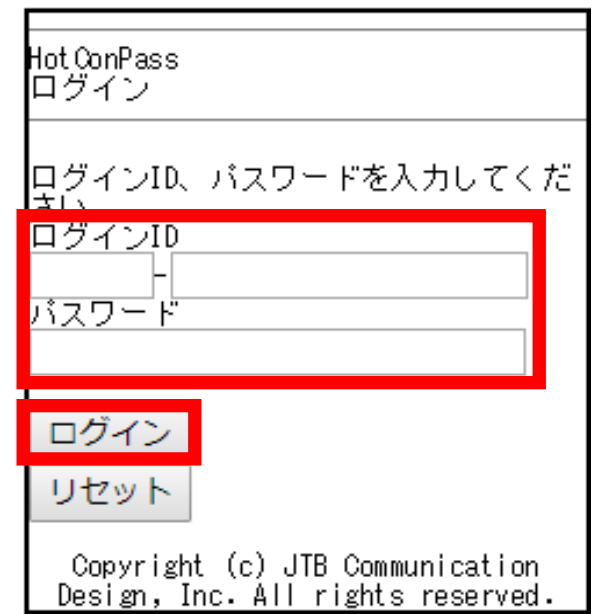 HotConPass
ログイン
ログインID、パスワードを入力してくだ
さい
ログインID
-
パスワード
ログイン
リセット
Copyright (c) JTB Communication
Design, Inc. All rights reserved.